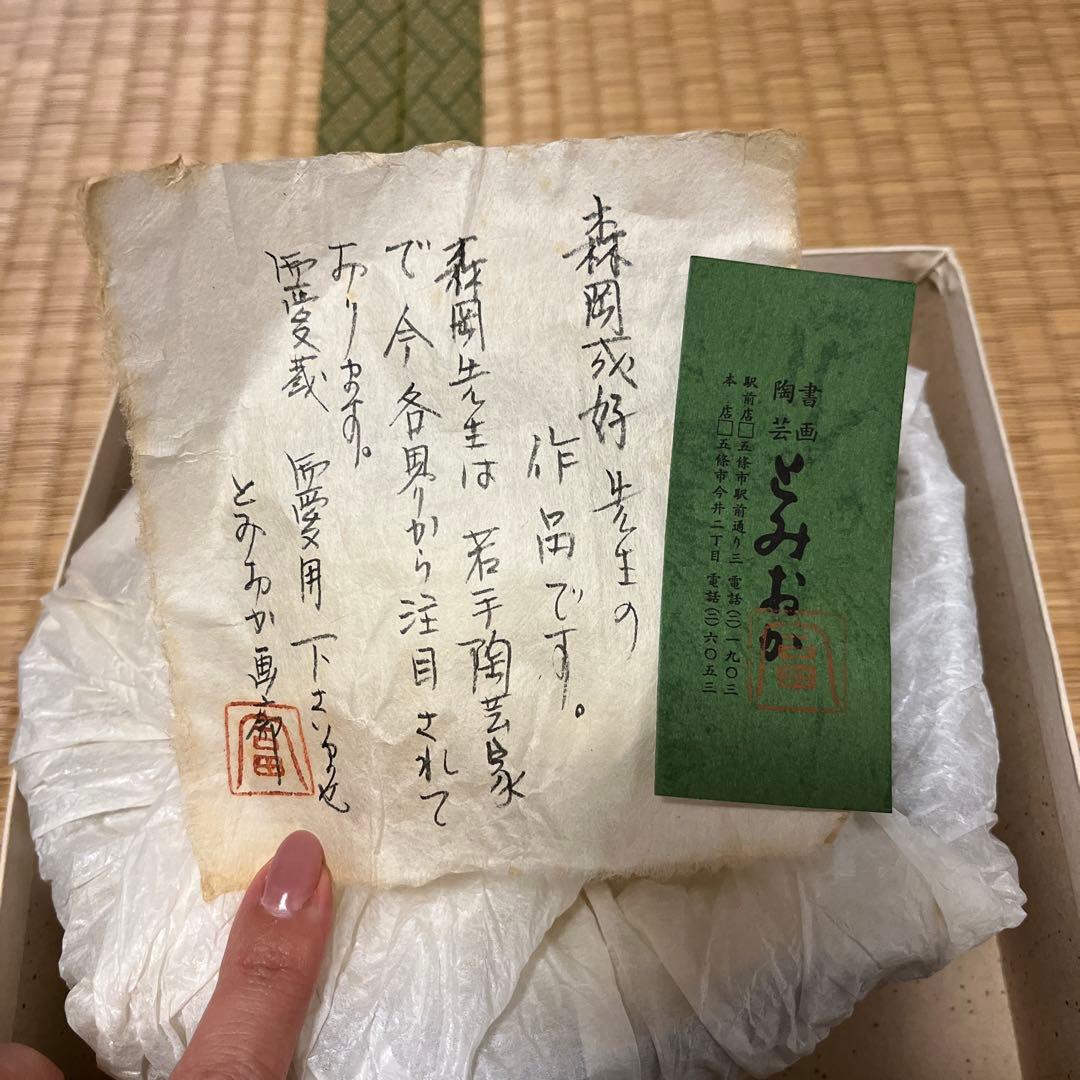 森岡成好先生の
作品です。
森岡先生は 若手陶芸家
で 今 各界から注目されて
おります。
愛蔵 愛用 下さい
とみおか画廊
富
書画
陶芸
とみおか
富
駅前店□五條市駅前通り三 電話(二)一九〇三
本店□五條市今井二丁目 電話(二)六〇五三